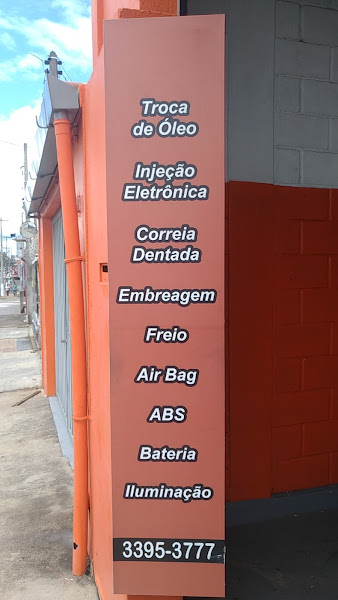 Troca
de Óleo
Injeção
Eletrônica
Correia
Dentada
Embreagem
Freio
Air Bag
ABS
Bateria
Iluminação
3395-3777